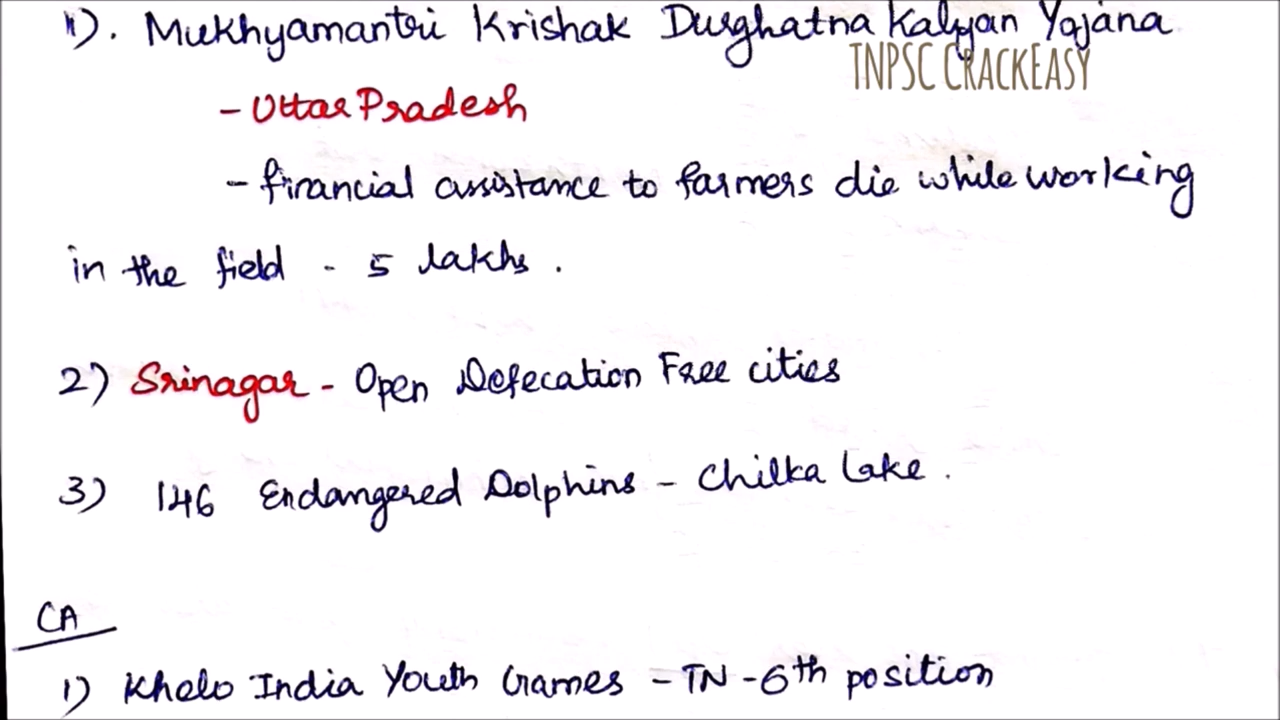 1). Mukhyamantri Krishak Durghatna Kalyan Yojana
TNPSC CRACKEASY
- Uttar Pradesh
- financial assistance to farmers die while working
in the field - 5 lakhs .
2) Srinagar - Open Defecation Free cities
3) 146 Endangered Dolphins - Chilka Lake .
CA
1) Khelo India Youth Games - TN - 6th position